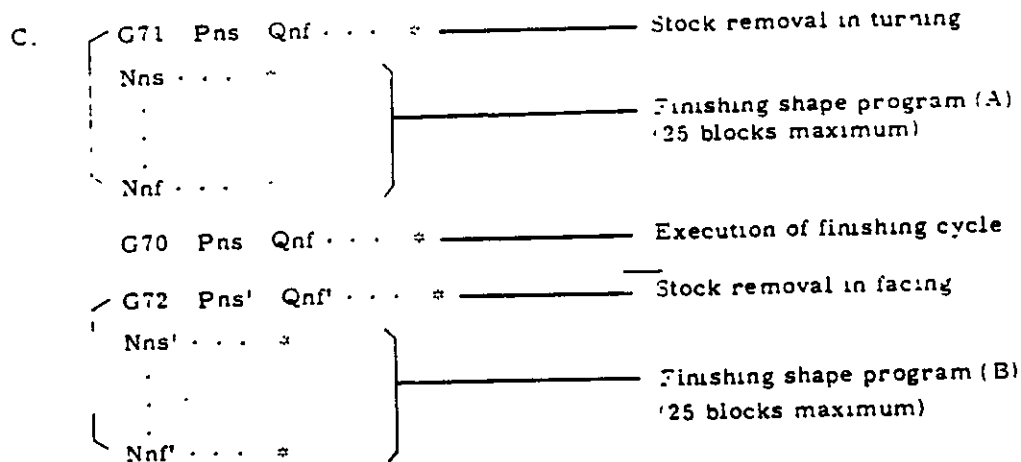 C. G71 Pns Qnf · · · * Stock removal in turning
Nns · · · *
·
·
·
Finishing shape program (A)
(25 blocks maximum)
Nnf · · · ·
G70 Pns Qnf · · · * Execution of finishing cycle
G72 Pns' Qnf' · · · * Stock removal in facing
Nns' · · · *
·
·
·
Finishing shape program (B)
(25 blocks maximum)
Nnf' · · · *